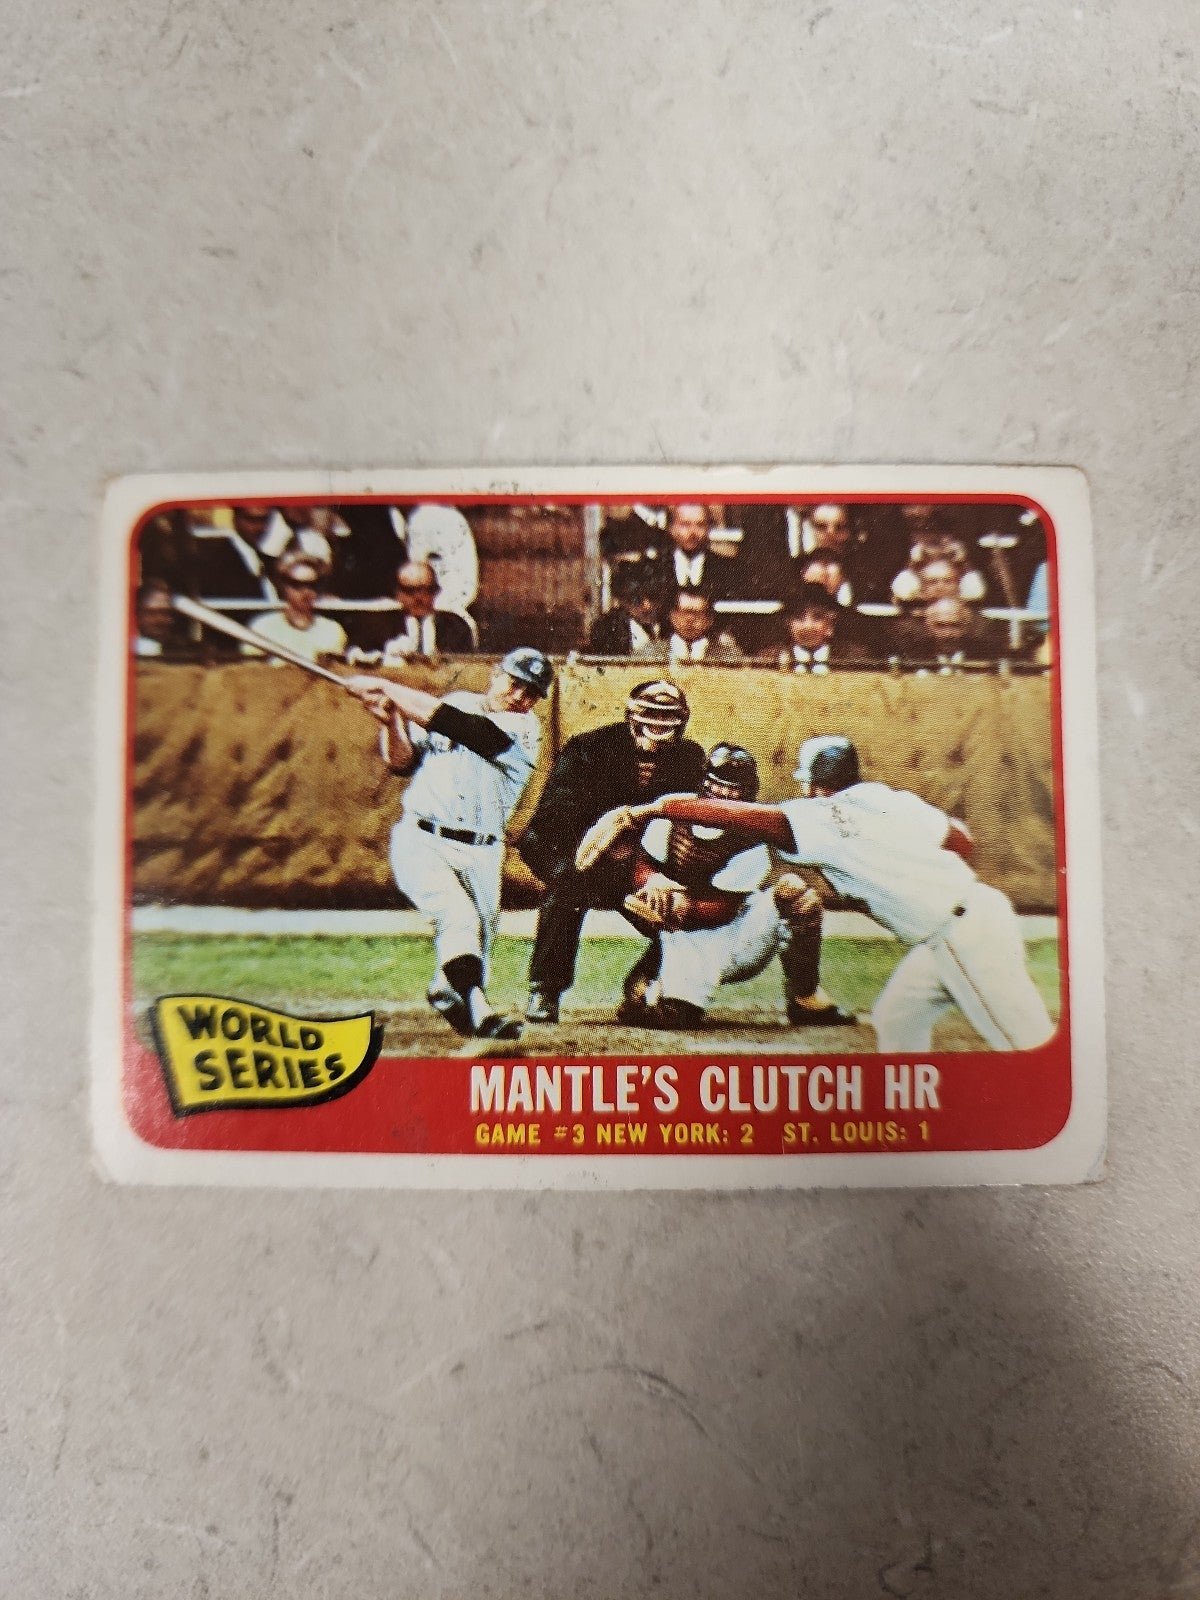 WORLD
SERIES
MANTLE'S CLUTCH HR
GAME #3 NEW YORK: 2 ST. LOUIS: 1